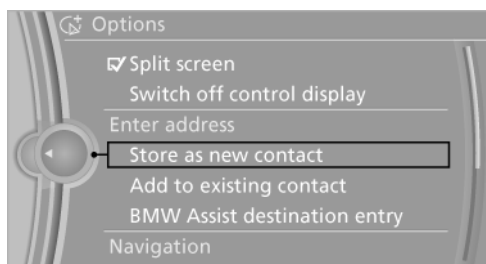 Options
Split screen
Switch off control display
Enter address
Store as new contact
Add to existing contact
BMW Assist destination entry
Navigation